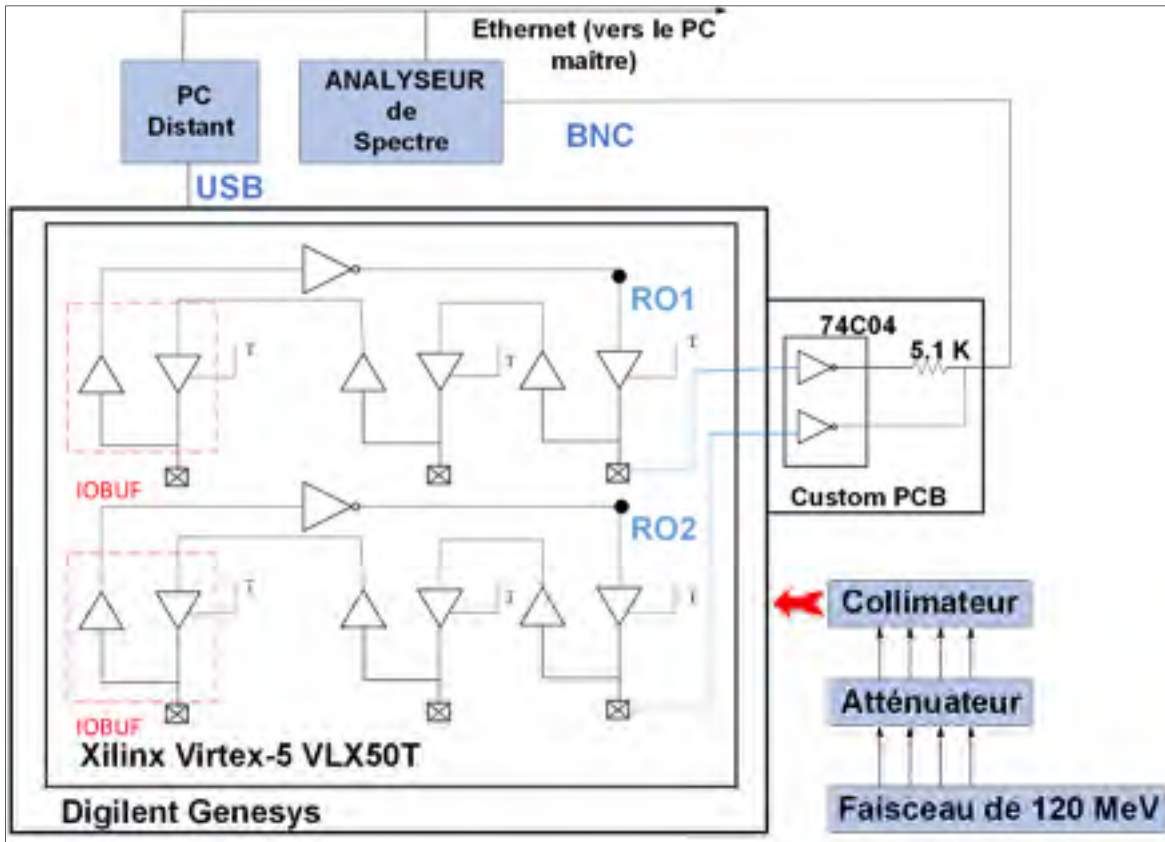 Ethernet (vers le PC
maître)
PC
Distant
ANALYSEUR
de
Spectre
BNC
USB
RO1
T
T
T
IOBUF
74C04
5.1 K
Custom PCB
RO2
IOBUF
Xilinx Virtex-5 VLX50T
Digilent Genesys
Collimateur
Atténuateur
Faisceau de 120 MeV